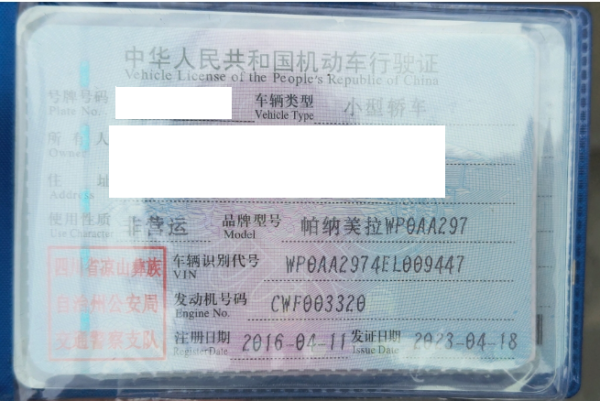 中华人民共和国机动车行驶证
Vehicle License of the People's Republic of China
号牌号码 车辆类型 小型轿车
Plate No. Vehicle Type
所有人
Owner
住址
Address
使用性质 非营运 品牌型号 帕纳美拉WP0AA297
Use Character Model
四川省凉山彝族 车辆识别代号 WP0AA2974EL009447
VIN
自治州公安局 发动机号码 CWF003320
Engine No.
交通警察支队 注册日期 2016-04-11 发证日期 2023-04-18
Register Date Issue Date